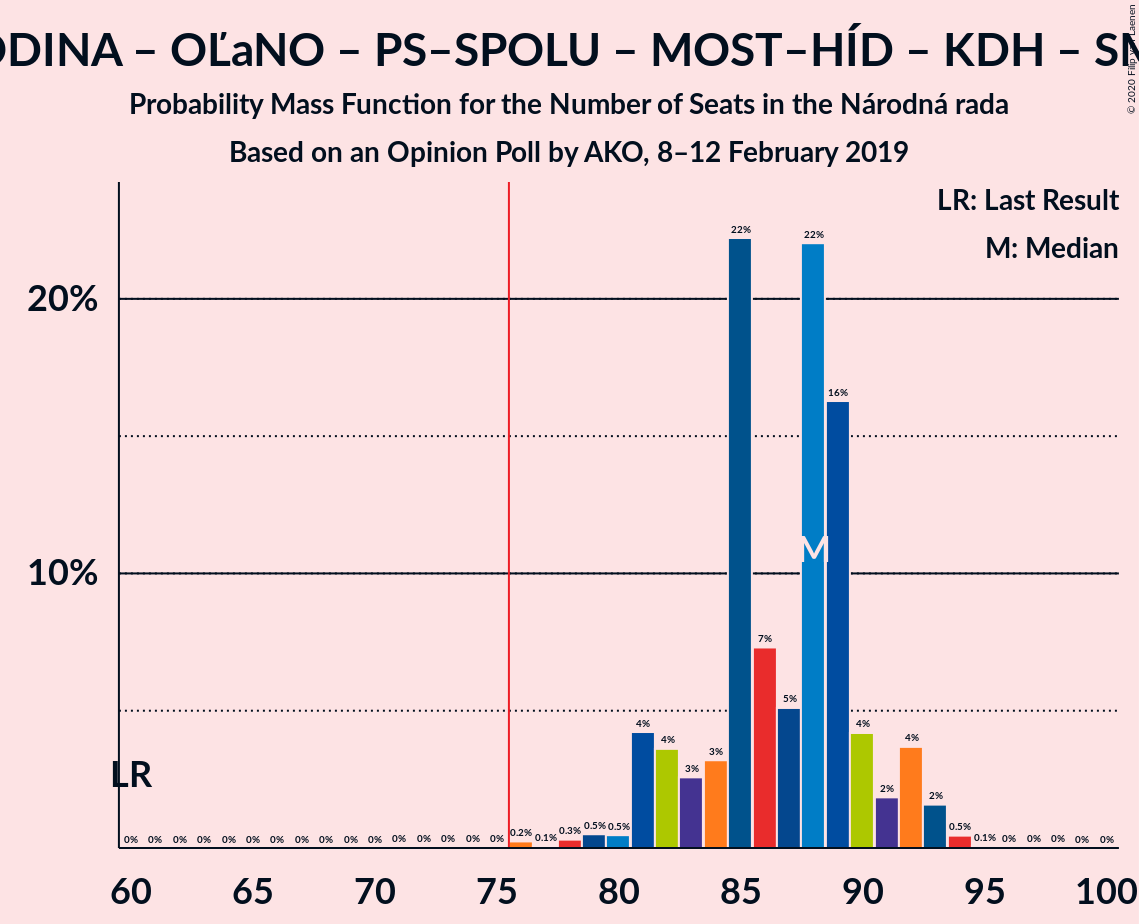 ODINA – OĽaNO – PS–SPOLU – MOST–HÍD – KDH – SN
Probability Mass Function for the Number of Seats in the Národná rada
Based on an Opinion Poll by AKO, 8–12 February 2019
© 2020 Filip van Laenen
LR: Last Result
M: Median
20%
10%
LR
M
0% 0% 0% 0% 0% 0% 0% 0% 0% 0% 0% 0% 0% 0% 0% 0% 0.2% 0.1% 0.3% 0.5% 0.5% 4% 4% 3% 3% 22% 7% 5% 22% 16% 4% 2% 4% 2% 0.5% 0.1% 0% 0% 0% 0% 0%
60 65 70 75 80 85 90 95 100